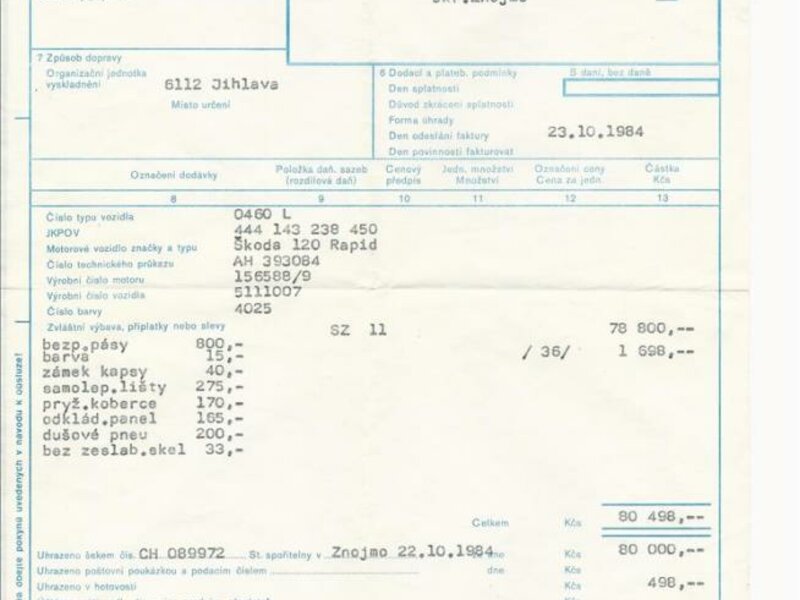 7 Způsob dopravy
Organizační jednotka
vyskladnění
6112 Jihlava
Místo určení
6 Dodací a plateb. podmínky
S daní, bez daně
Den splatnosti
Důvod zkrácení splatnosti
Forma úhrady
Den odeslání faktury 23.10.1984
Den povinnosti fakturovat
Označení dodávky Položka daň. sazeb Cenový Jedn. množství Označení ceny Částka
(rozdílová daň) předpis Množství Cena za jedn. Kčs
8 9 10 11 12 13
Číslo typu vozidla 0460 L
JKPOV 444 143 238 450
Motorové vozidlo značky a typu Škoda 120 Rapid
Číslo technického průkazu AH 393084
Výrobní číslo motoru 156588/9
Výrobní číslo vozidla 5111007
Číslo barvy 4025
Zvláštní výbava, příplatky nebo slevy SZ 11 78 800,--
bezp.pásy 800,-
barva 15,- /36/ 1 698,--
zámek kapsy 40,-
samolep.lišty 275,-
pryž.koberce 170,-
odklád.panel 165,-
dušové pneu 200,-
bez zeslab.skel 33,-
Celkem Kčs 80 498,--
Uhrazeno šekem čís. CH 089972 St. spořitelny v Znojmo 22.10.1984 Kčs 80 000,--
Uhrazeno poštovní poukázkou s podacím číslem dne Kčs
Uhrazeno v hotovosti Kčs 498,--
pokynů uvedených v návodu k obsluze!